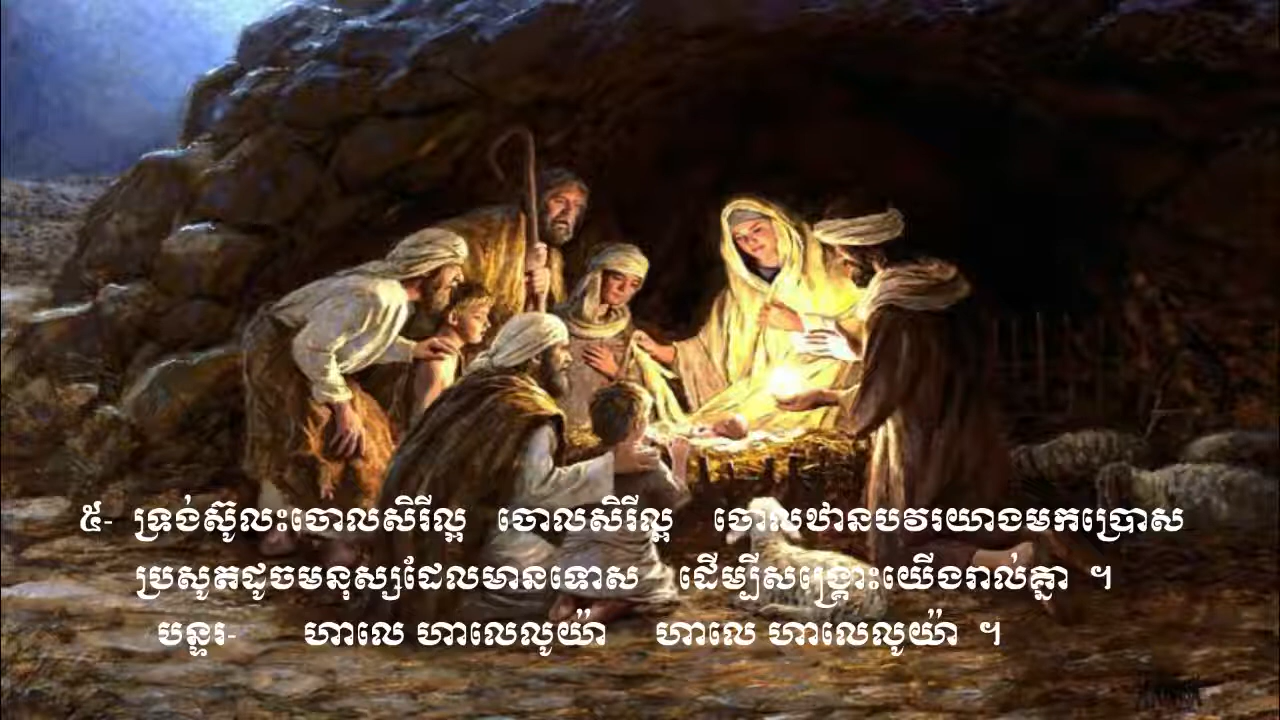 ៥- ទ្រង់ស៊ូលះចោលសិរីល្អ ចោលសិរីល្អ ចោលឋានបវរយាងមកប្រោស
ប្រសូតដូចមនុស្សដែលមានទោស ដើម្បីសង្គ្រោះយើងរាល់គ្នា ។
បន្ទរ- ហាលេ ហាលេលូយ៉ា ហាលេ ហាលេលូយ៉ា ។